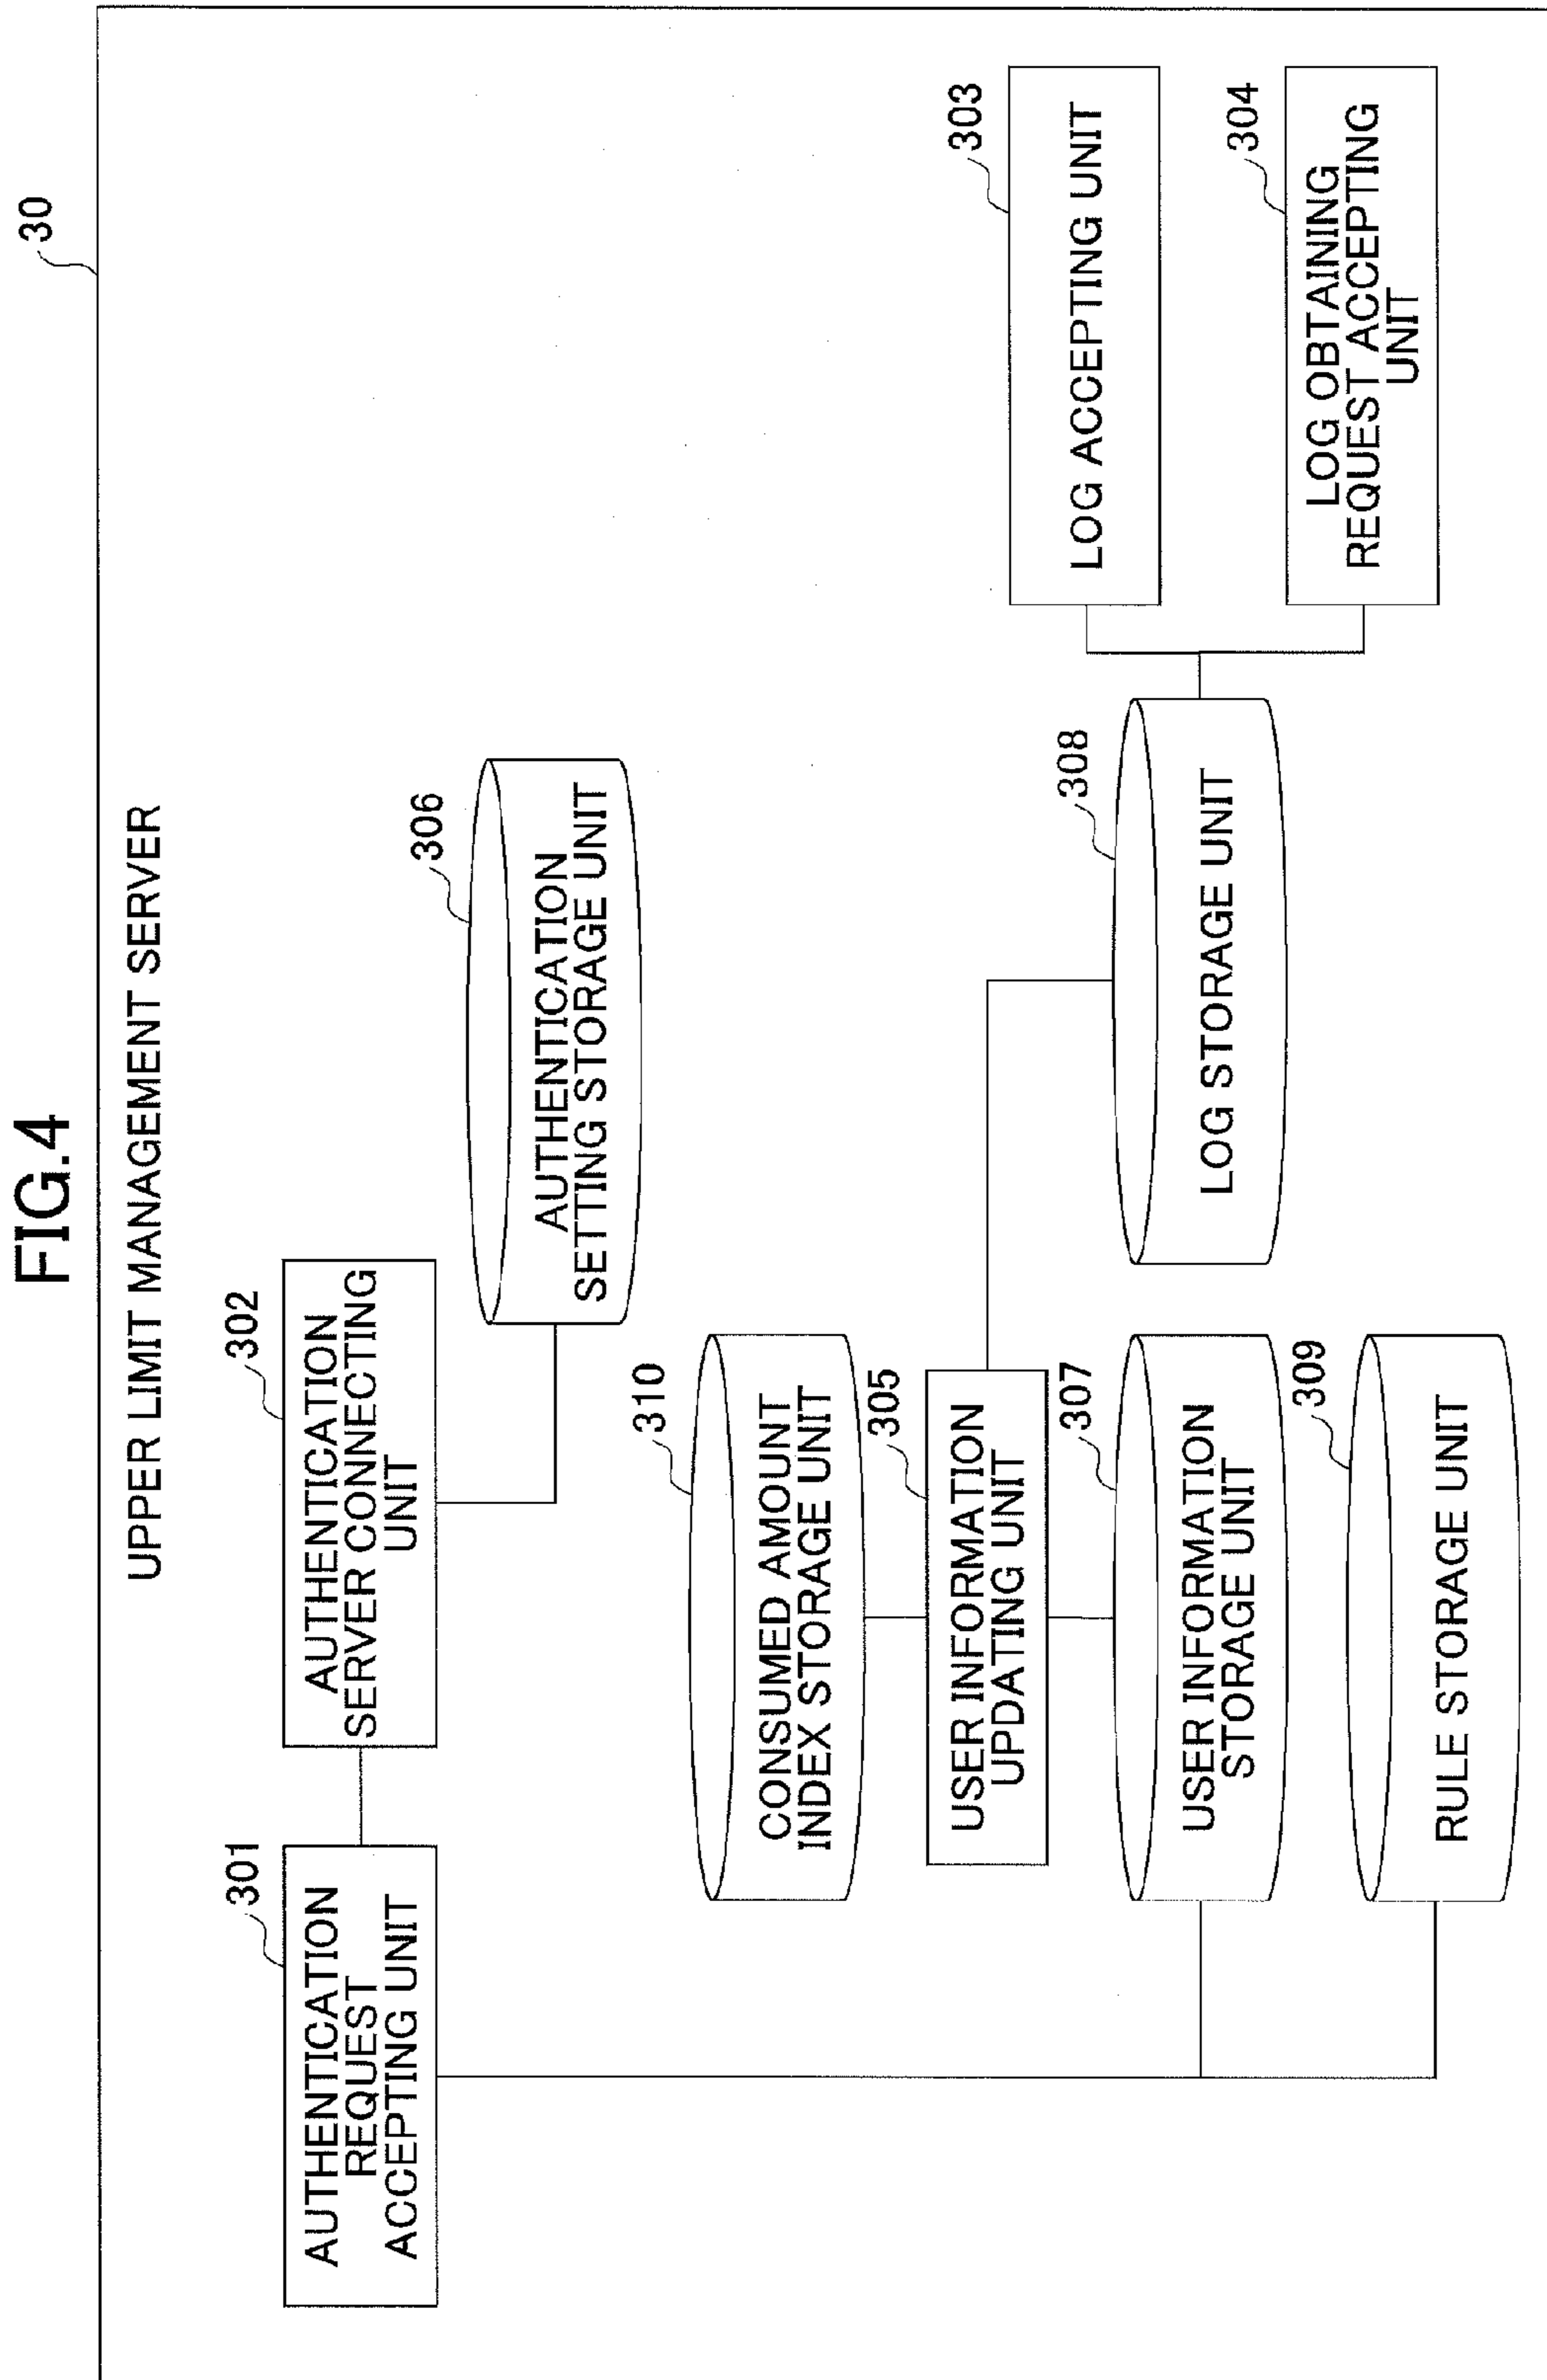 FIG.4
30
UPPER LIMIT MANAGEMENT SERVER
301
AUTHENTICATION
REQUEST
ACCEPTING UNIT
302
AUTHENTICATION
SERVER CONNECTING
UNIT
306
AUTHENTICATION
SETTING STORAGE UNIT
310
CONSUMED AMOUNT
INDEX STORAGE UNIT
305
USER INFORMATION
UPDATING UNIT
307
USER INFORMATION
STORAGE UNIT
309
RULE STORAGE UNIT
308
LOG STORAGE UNIT
303
LOG ACCEPTING UNIT
304
LOG OBTAINING
REQUEST ACCEPTING
UNIT